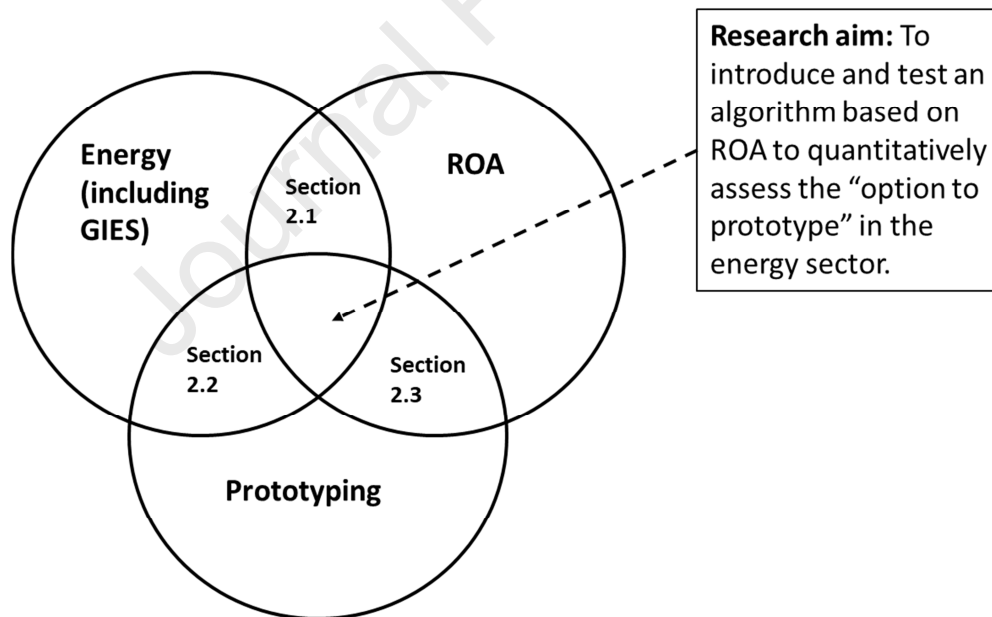 Energy
(including
GIES)
Section
2.1
ROA
Section
2.2
Section
2.3
Prototyping
Research aim: To
introduce and test an
algorithm based on
ROA to quantitatively
assess the “option to
prototype” in the
energy sector.
Journal P